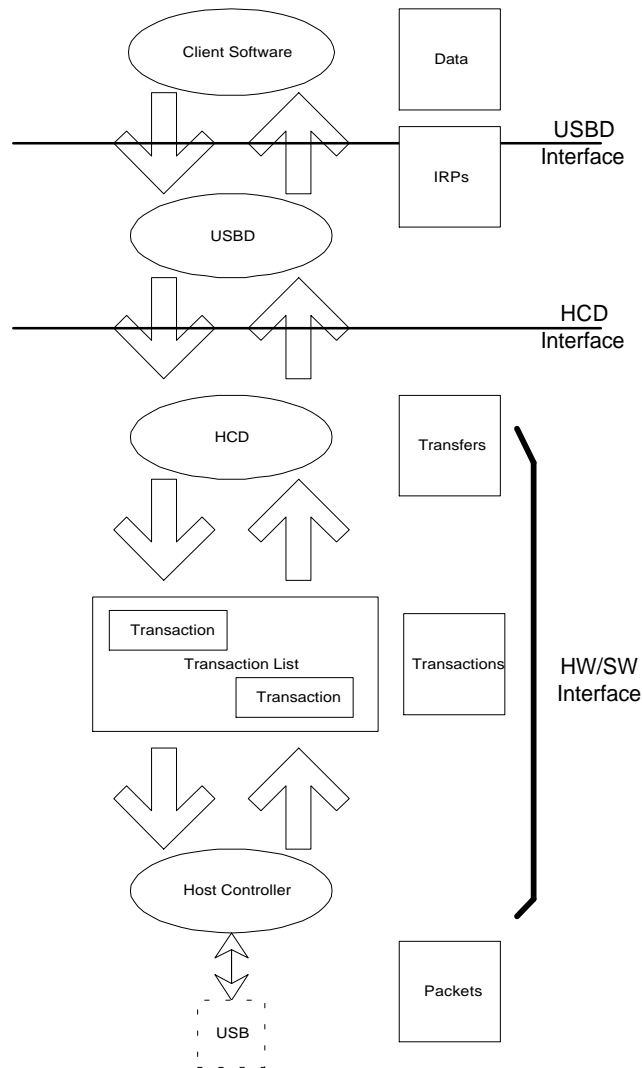 Client Software
Data
USBD
Interface
IRPs
USBD
HCD
Interface
HCD
Transfers
Transaction
Transaction List
Transaction
Transactions
HW/SW
Interface
Host Controller
Packets
USB